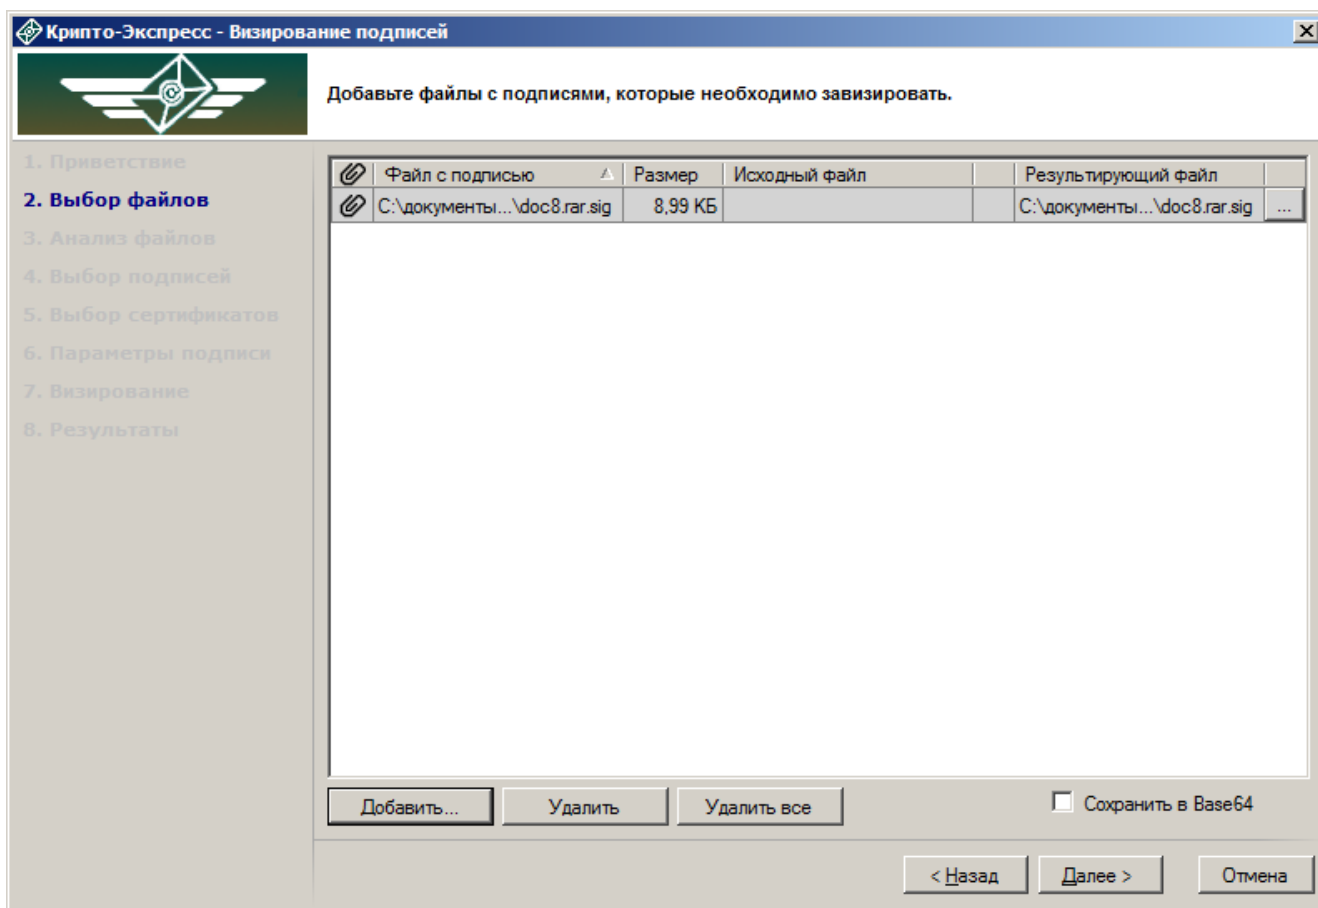 Крипто-Экспресс - Визирование подписей
Добавьте файлы с подписями, которые необходимо завизировать.
1. Приветствие
2. Выбор файлов
3. Анализ файлов
4. Выбор подписей
5. Выбор сертификатов
6. Параметры подписи
7. Визирование
8. Результаты
Файл с подписью Размер Исходный файл Результирующий файл
C:\документы...\doc8.rar.sig 8,99 КБ C:\документы...\doc8.rar.sig ...
Добавить... Удалить Удалить все Сохранить в Base64
< Назад Далее > Отмена